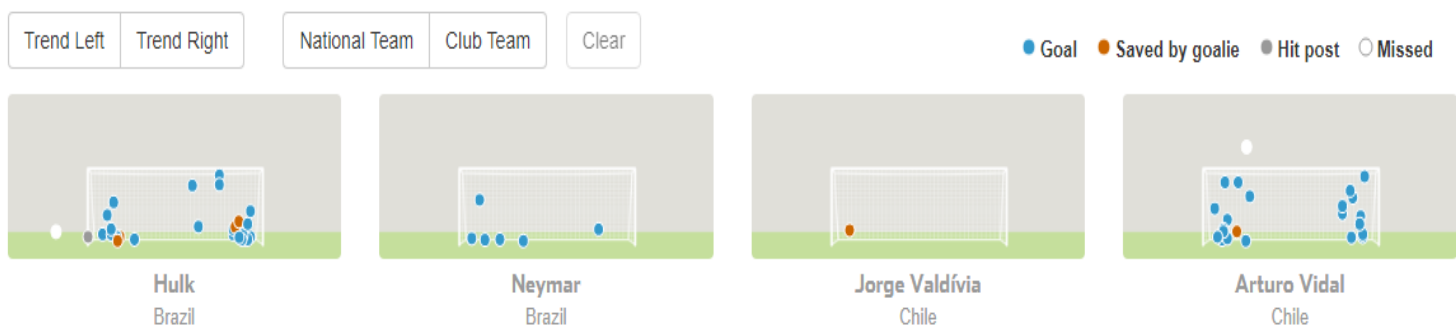 Trend Left Trend Right National Team Club Team Clear
Goal Saved by goalie Hit post Missed
Hulk Neymar Jorge Valdívia Arturo Vidal
Brazil Brazil Chile Chile